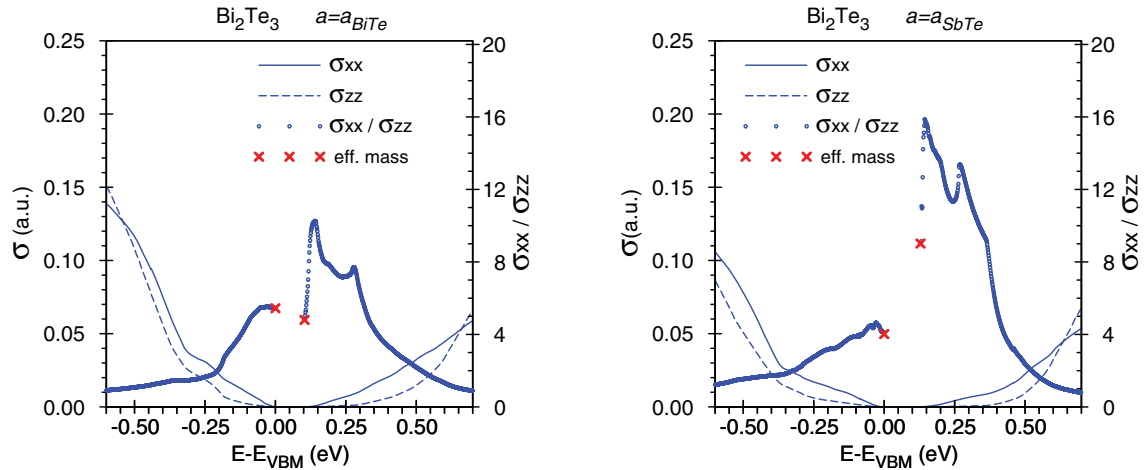 Bi2Te3 a=aBiTe
0.25
0.20
0.15
0.10
0.05
0.00
σ (a.u.)
σxx
σzz
σxx / σzz
eff. mass
20
16
12
8
4
0
σxx / σzz
-0.50 -0.25 0.00 0.25 0.50
E-EVBM (eV)
Bi2Te3 a=aSbTe
0.25
0.20
0.15
0.10
0.05
0.00
σ(a.u.)
σxx
σzz
σxx / σzz
eff. mass
20
16
12
8
4
0
σxx / σzz
-0.50 -0.25 0.00 0.25 0.50
E-EVBM (eV)